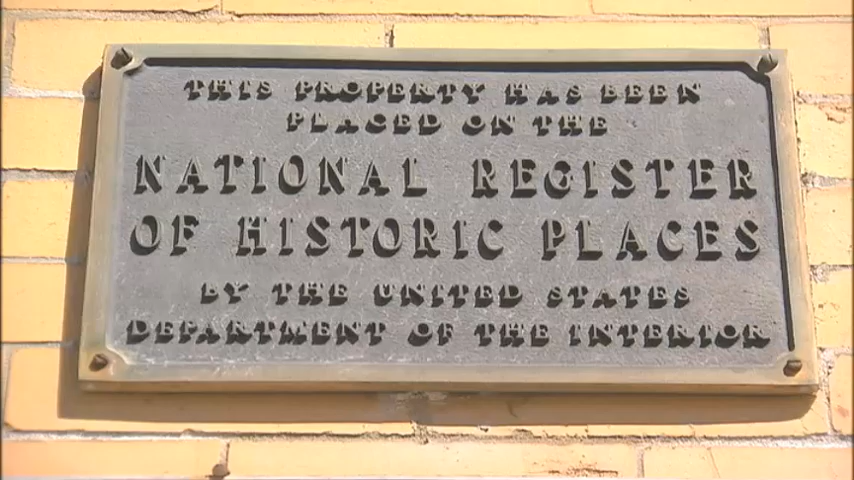 THIS PROPERTY HAS BEEN
PLACED ON THE
NATIONAL REGISTER
OF HISTORIC PLACES
BY THE UNITED STATES
DEPARTMENT OF THE INTERIOR